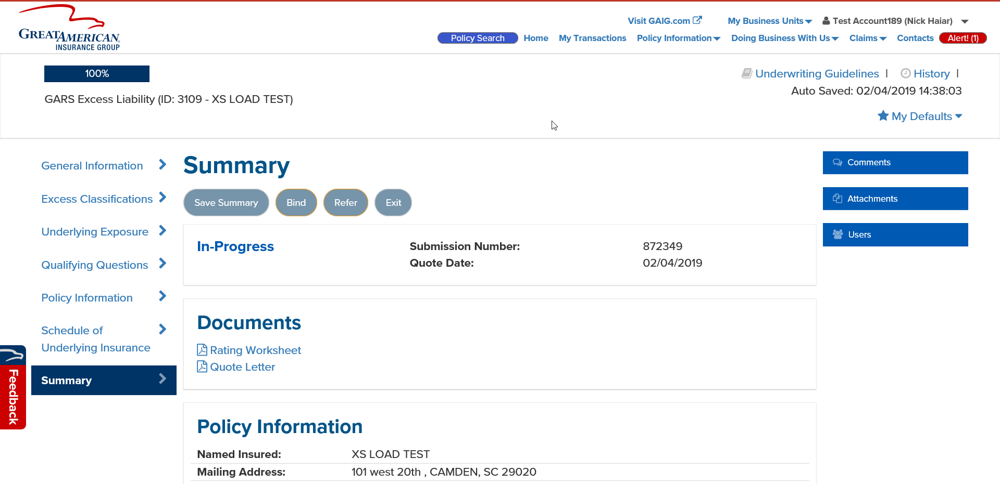 GREATAMERICAN
INSURANCE GROUP
Visit GAIG.com My Business Units Test Account189 (Nick Haiar)
Policy Search Home My Transactions Policy Information Doing Business With Us Claims Contacts Alert! (1)
100%
Underwriting Guidelines | History |
Auto Saved: 02/04/2019 14:38:03
GARS Excess Liability (ID: 3109 - XS LOAD TEST)
My Defaults
General Information
Excess Classifications
Underlying Exposure
Qualifying Questions
Policy Information
Schedule of
Underlying Insurance
Summary
Feedback
Summary
Save Summary Bind Refer Exit
In-Progress
Submission Number: 872349
Quote Date: 02/04/2019
Documents
Rating Worksheet
Quote Letter
Policy Information
Named Insured: XS LOAD TEST
Mailing Address: 101 west 20th , CAMDEN, SC 29020
Comments
Attachments
Users